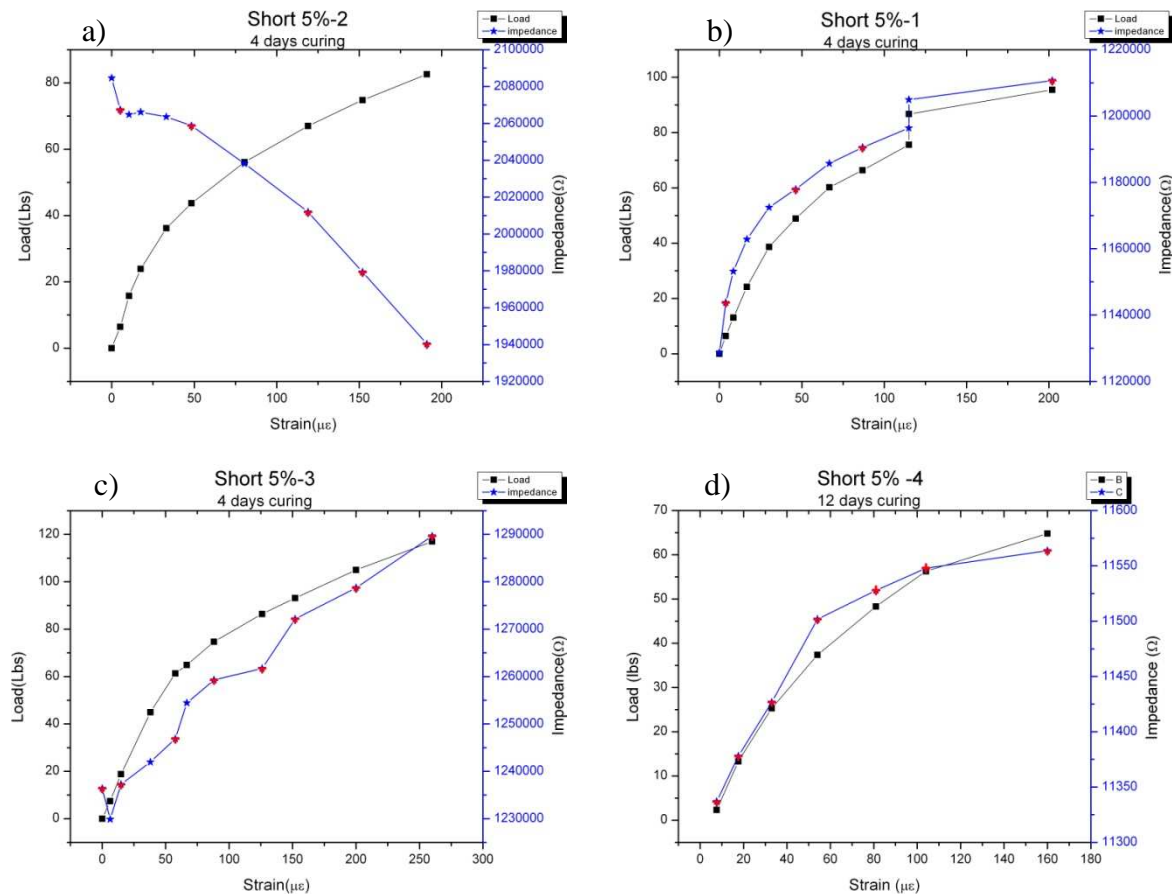 a)
Short 5%-2
4 days curing
Load
impedance
Load(Lbs)
80
60
40
20
0
2100000
2080000
2060000
2040000
2020000
2000000
1980000
1960000
1940000
1920000
Impedance(Ω)
0 50 100 150 200
Strain(με)
b)
Short 5%-1
4 days curing
Load
impedance
Load(Lbs)
100
80
60
40
20
0
1220000
1200000
1180000
1160000
1140000
1120000
Impedance(Ω)
0 50 100 150 200
Strain(με)
c)
Short 5%-3
4 days curing
Load
impedance
Load(Lbs)
120
100
80
60
40
20
0
1290000
1280000
1270000
1260000
1250000
1240000
1230000
Impedance(Ω)
0 50 100 150 200 250 300
Strain(με)
d)
Short 5% -4
12 days curing
B
C
Load (lbs)
70
60
50
40
30
20
10
0
11600
11550
11500
11450
11400
11350
11300
Impedance (Ω)
0 20 40 60 80 100 120 140 160 180
Strain (με)